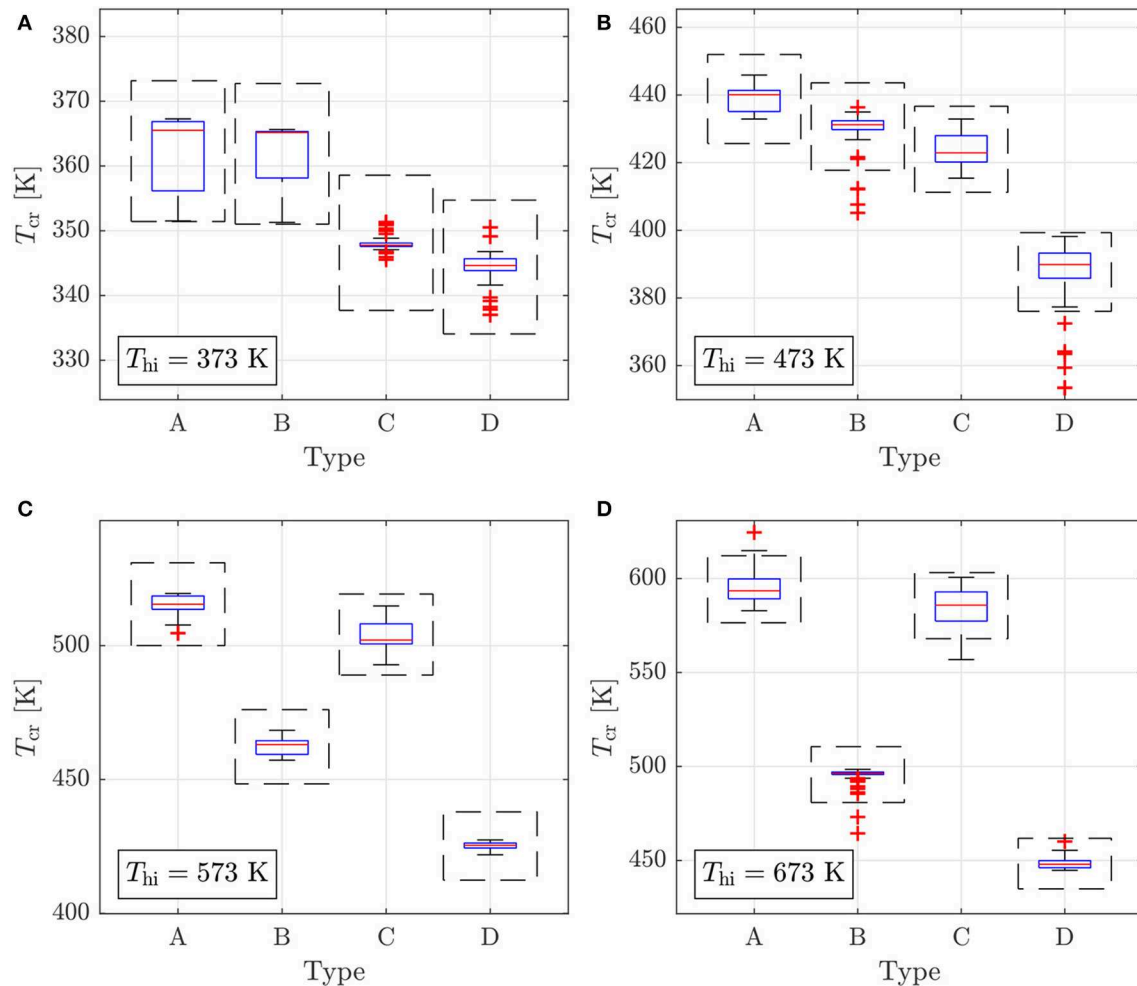 A
T_cr [K]
380
370
360
350
340
330
T_hi = 373 K
A B C D
Type
B
T_cr [K]
460
440
420
400
380
360
T_hi = 473 K
A B C D
Type
C
T_cr [K]
500
450
400
T_hi = 573 K
A B C D
Type
D
T_cr [K]
600
550
500
450
T_hi = 673 K
A B C D
Type